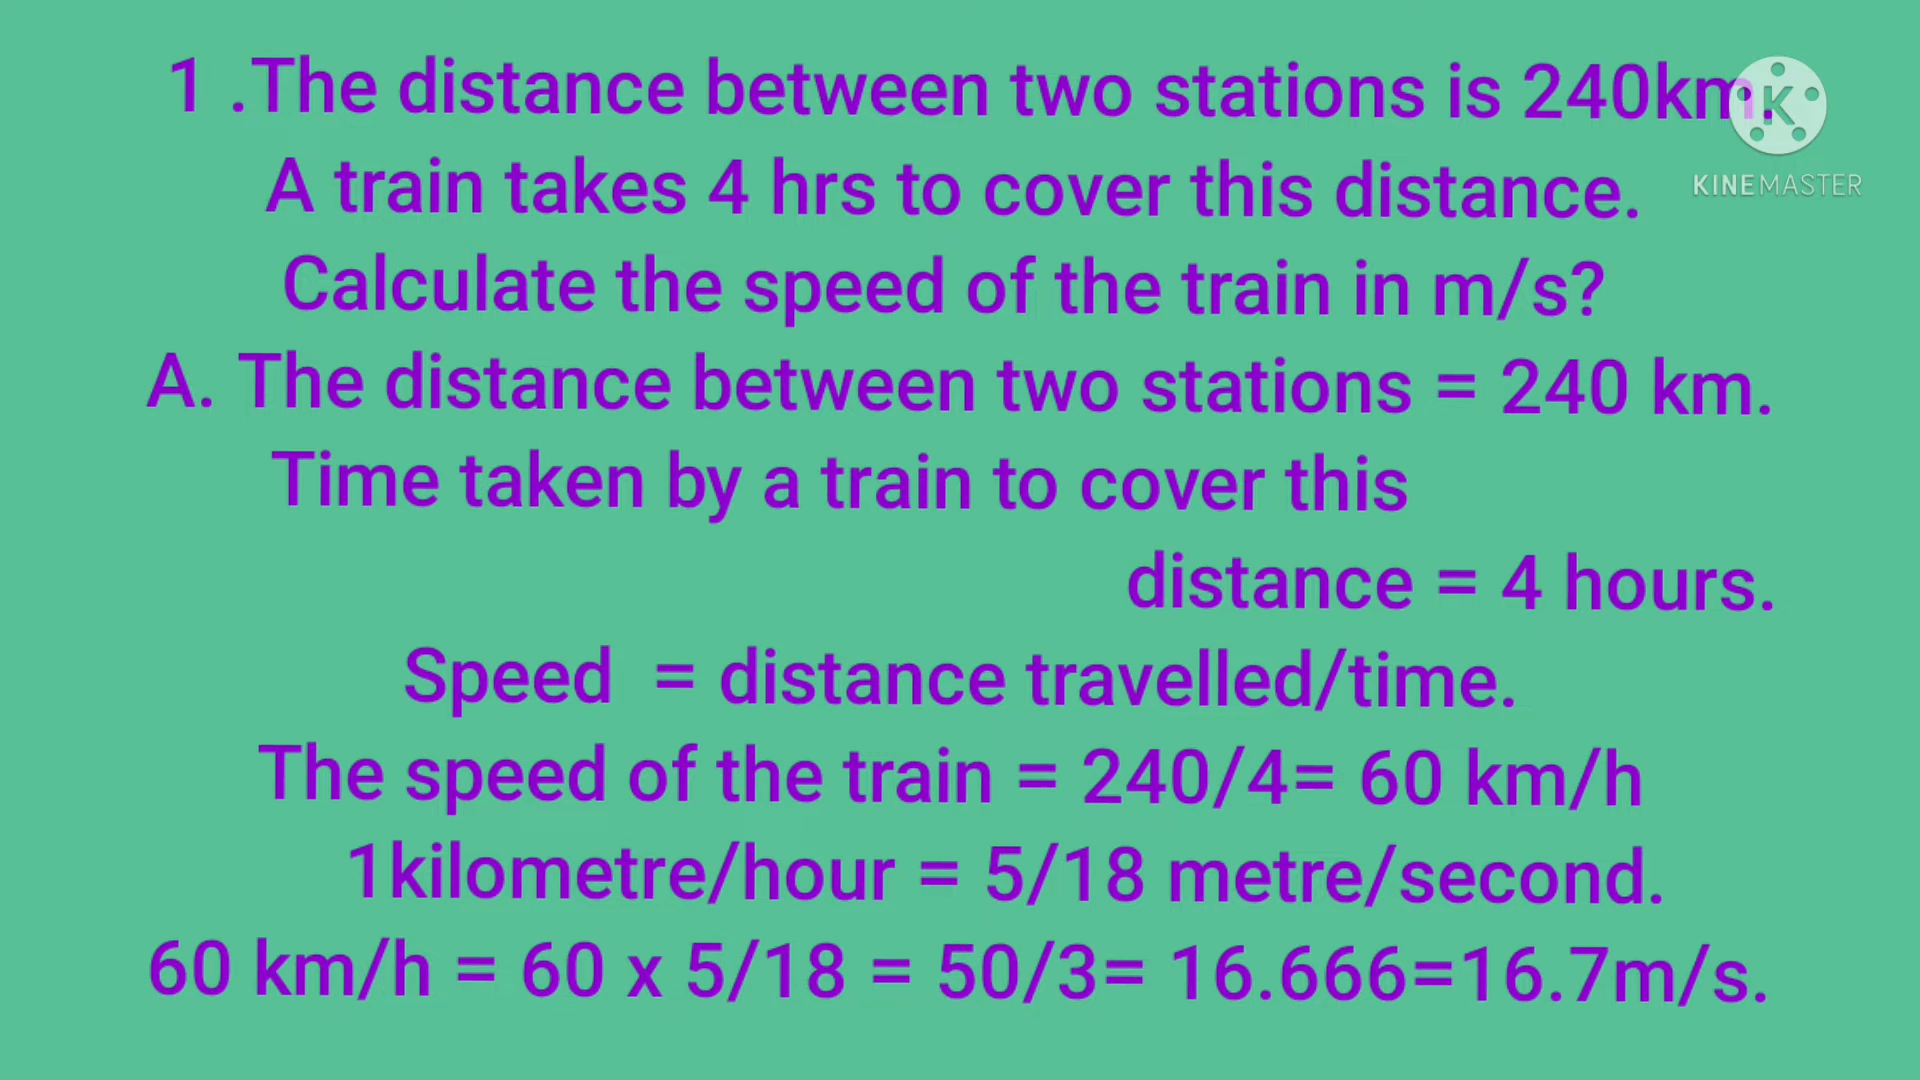 1 .The distance between two stations is 240km.
A train takes 4 hrs to cover this distance.
Calculate the speed of the train in m/s?
A. The distance between two stations = 240 km.
Time taken by a train to cover this
distance = 4 hours.
Speed  = distance travelled/time.
The speed of the train = 240/4= 60 km/h
1kilometre/hour = 5/18 metre/second.
60 km/h = 60 x 5/18 = 50/3= 16.666=16.7m/s.
K
KINEMASTER